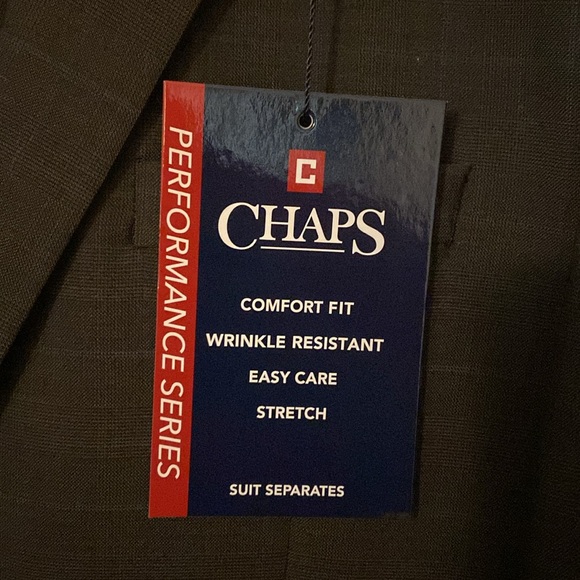 C
CHAPS
COMFORT FIT
WRINKLE RESISTANT
EASY CARE
STRETCH
SUIT SEPARATES
PERFORMANCE SERIES